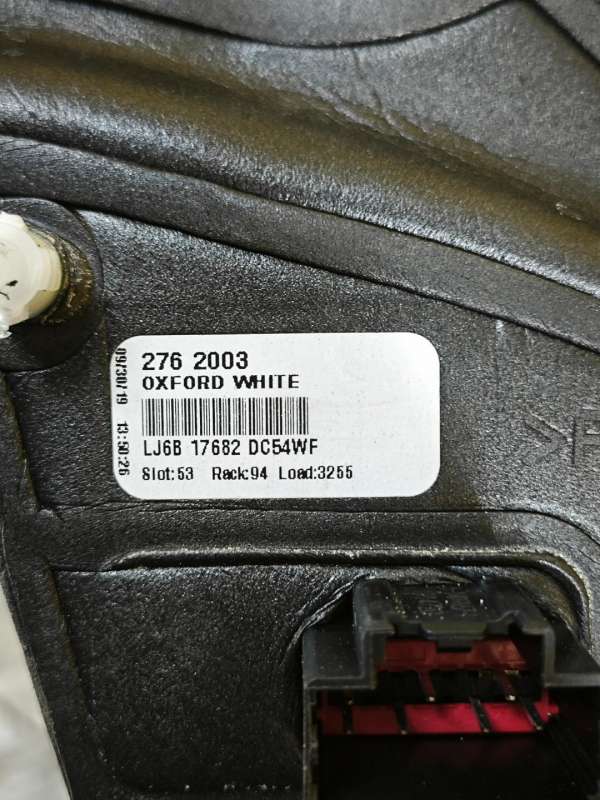 276 2003
OXFORD WHITE
LJ6B 17682 DC54WF
Slot:53 Rack:94 Load:3255
09/30/19 13:50:26